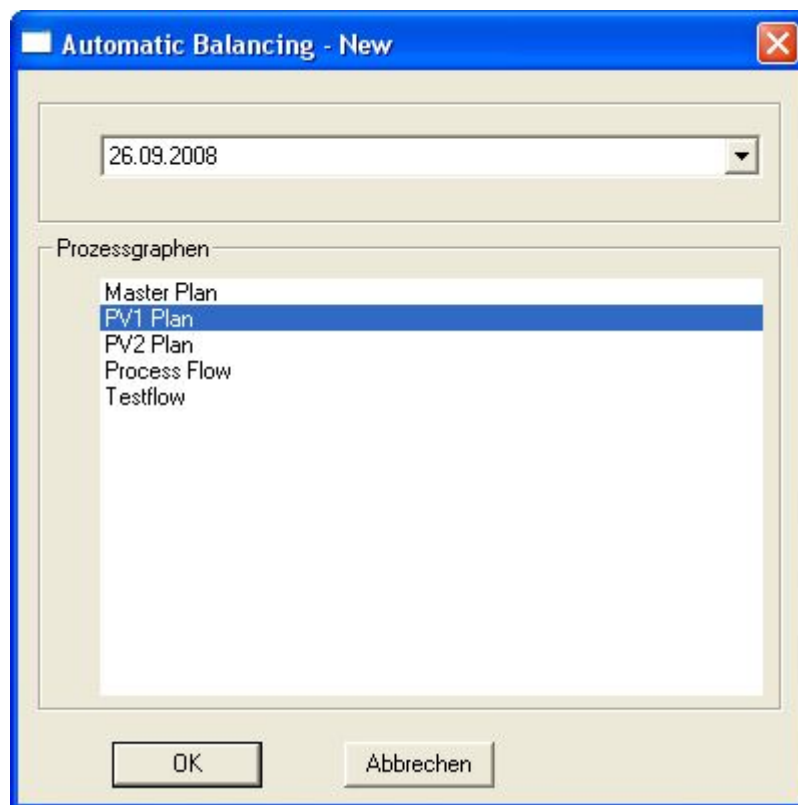 Automatic Balancing - New
26.09.2008
Prozessgraphen
Master Plan
PV1 Plan
PV2 Plan
Process Flow
Testflow
OK
Abbrechen